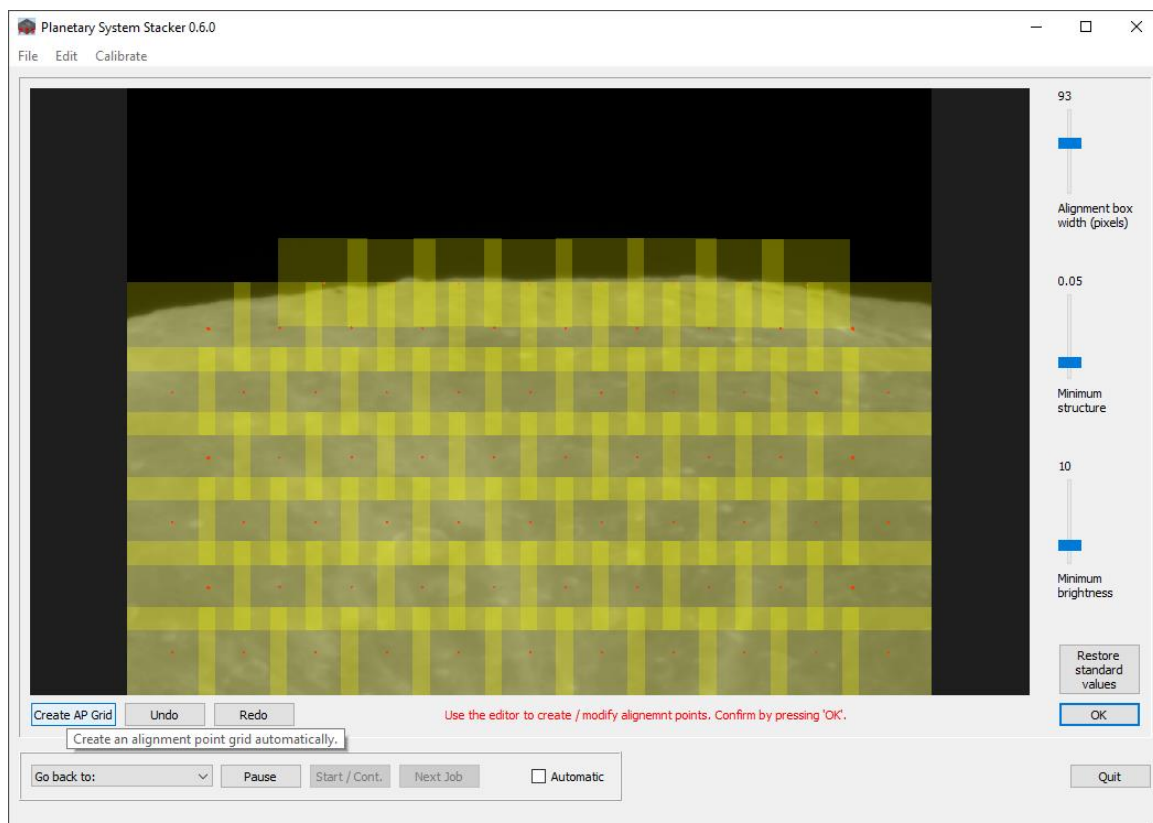 Planetary System Stacker 0.6.0
File Edit Calibrate
93
Alignment box
width (pixels)
0.05
Minimum
structure
10
Minimum
brightness
Restore
standard
values
Create AP Grid Undo Redo Use the editor to create / modify alignemnt points. Confirm by pressing 'OK'. OK
Create an alignment point grid automatically.
Go back to: Pause Start / Cont. Next Job Automatic Quit